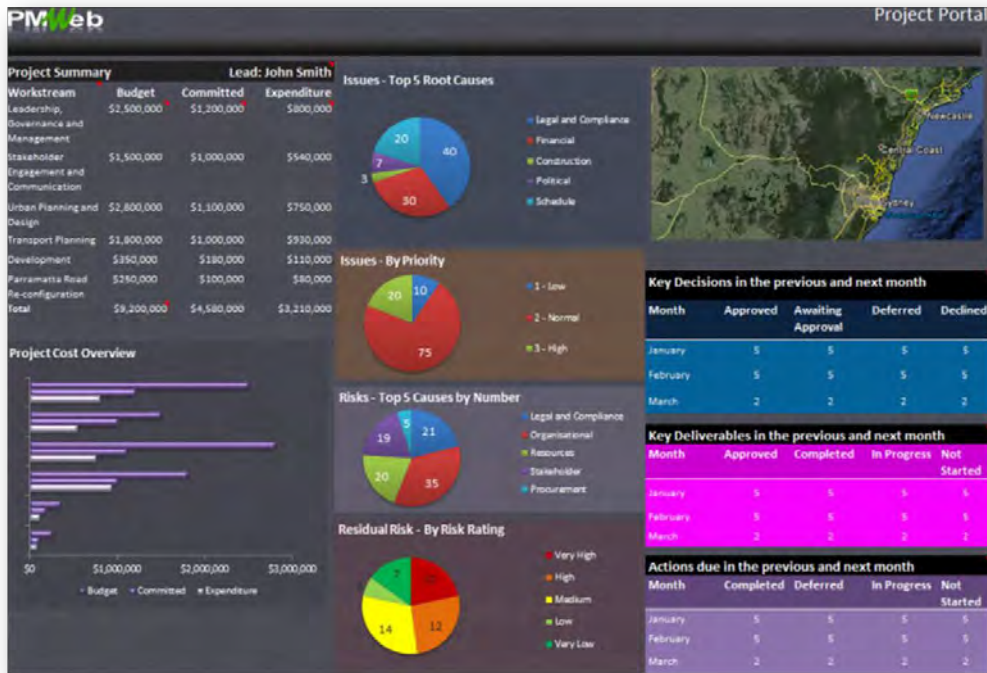 PMWeb
Project Portal
Project Summary Lead: John Smith
Workstream Budget Committed Expenditure
Leadership, $2,500,000 $1,200,000 $800,000
Governance and
Management
Stakeholder $1,500,000 $1,000,000 $540,000
Engagement and
Communication
Urban Planning and $2,800,000 $1,100,000 $750,000
Design
Transport Planning $1,800,000 $1,000,000 $930,000
Development $350,000 $180,000 $110,000
Parramatta Road $250,000 $100,000 $80,000
Re-configuration
Total $9,200,000 $4,580,000 $3,210,000
Project Cost Overview
$0 $1,000,000 $2,000,000 $3,000,000
Budget Committed Expenditure
Issues - Top 5 Root Causes
40
30
3
7
20
Legal and Compliance
Financial
Construction
Political
Schedule
Issues - By Priority
10
75
20
1 - Low
2 - Normal
3 - High
Risks - Top 5 Causes by Number
21
35
20
19
5
Legal and Compliance
Organisational
Resources
Stakeholder
Procurement
Residual Risk - By Risk Rating
12
14
7
Very High
High
Medium
Low
Very Low
Newcastle
Central Coast
Sydney
Key Decisions in the previous and next month
Month Approved Awaiting Deferred Declined
Approval
January 5 5 5 5
February 5 5 5 5
March 2 2 2 2
Key Deliverables in the previous and next month
Month Approved Completed In Progress Not
Started
January 5 5 5 5
February 5 5 5 5
March 2 2 2 2
Actions due in the previous and next month
Month Completed Deferred In Progress Not
Started
January 5 5 5 5
February 5 5 5 5
March 2 2 2 2